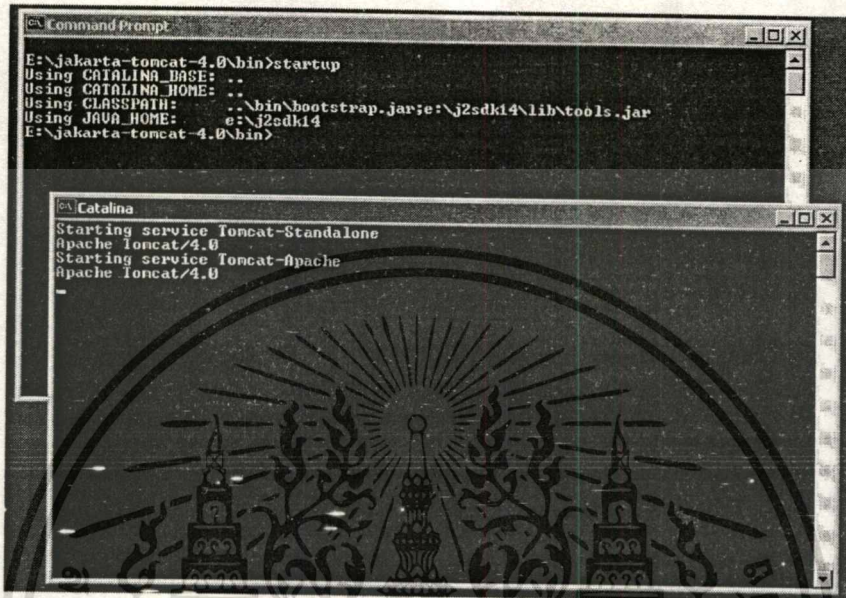 Command Prompt
E:\jakarta-tomcat-4.0\bin>startup
Using CATALINA_BASE: ..
Using CATALINA_HOME: ..
Using CLASSPATH: ..\bin\bootstrap.jar;e:\j2sdk14\lib\tools.jar
Using JAVA_HOME: e:\j2sdk14
E:\jakarta-tomcat-4.0\bin>
Catalina
Starting service Tomcat-Standalone
Apache Tomcat/4.0
Starting service Tomcat-Apache
Apache Tomcat/4.0